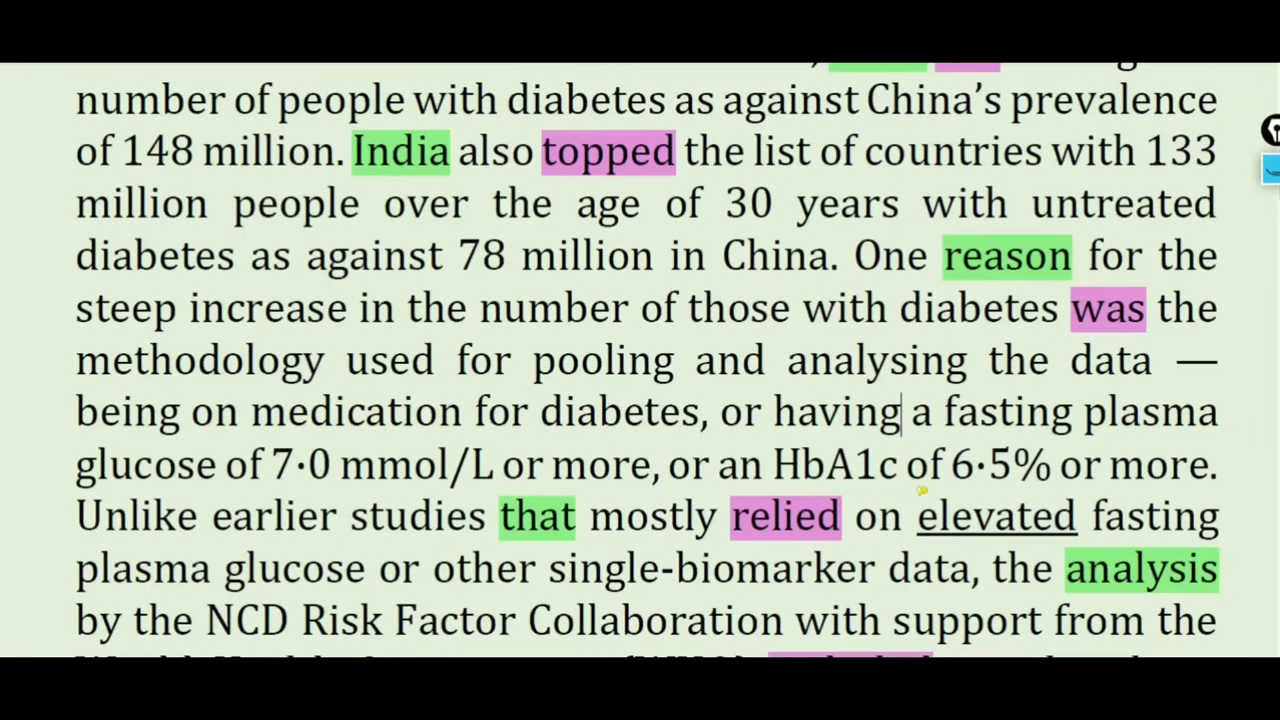 number of people with diabetes as against China’s prevalence
of 148 million. India also topped the list of countries with 133
million people over the age of 30 years with untreated
diabetes as against 78 million in China. One reason for the
steep increase in the number of those with diabetes was the
methodology used for pooling and analysing the data —
being on medication for diabetes, or having a fasting plasma
glucose of 7·0 mmol/L or more, or an HbA1c of 6·5% or more.
Unlike earlier studies that mostly relied on elevated fasting
plasma glucose or other single-biomarker data, the analysis
by the NCD Risk Factor Collaboration with support from the